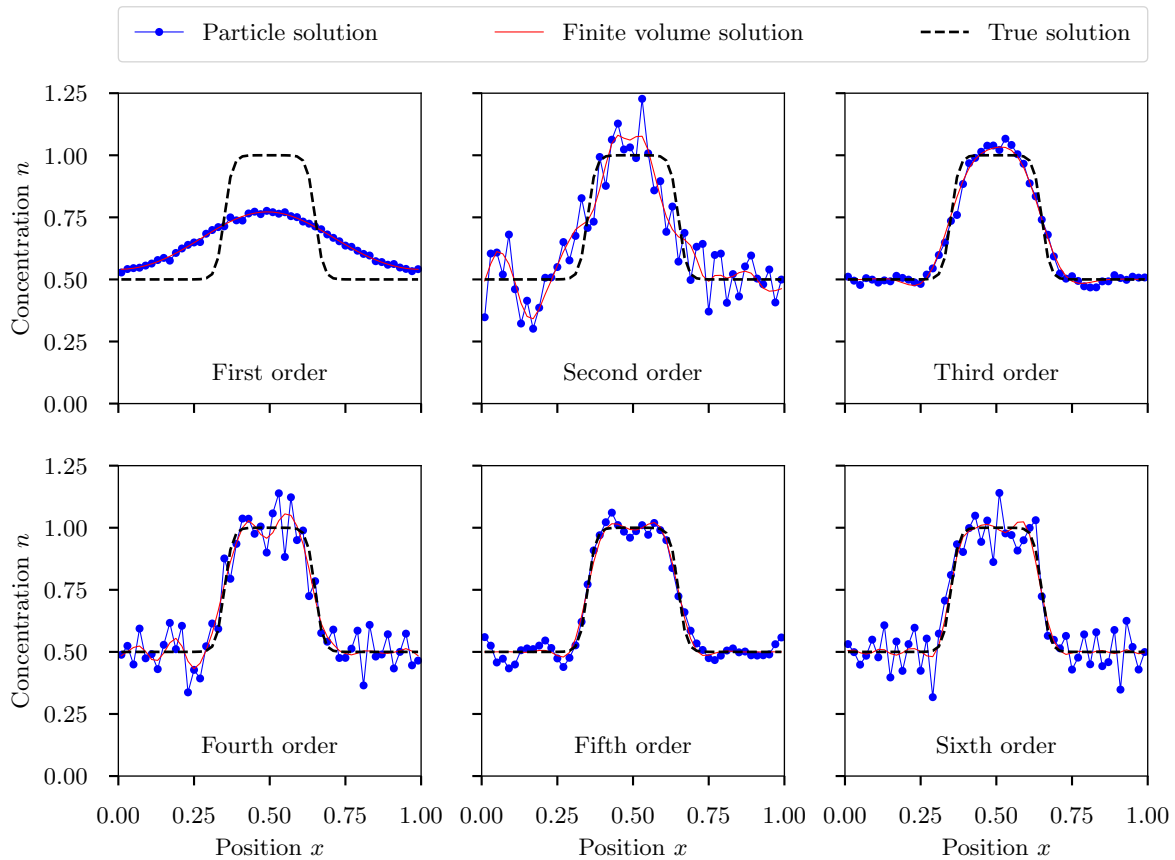 Particle solution Finite volume solution True solution
1.25
1.00
0.75
0.50
0.25
0.00
Concentration n
First order
Second order
Third order
1.25
1.00
0.75
0.50
0.25
0.00
Concentration n
Fourth order
Fifth order
Sixth order
0.00 0.25 0.50 0.75 1.00 0.00 0.25 0.50 0.75 1.00 0.00 0.25 0.50 0.75 1.00
Position x Position x Position x